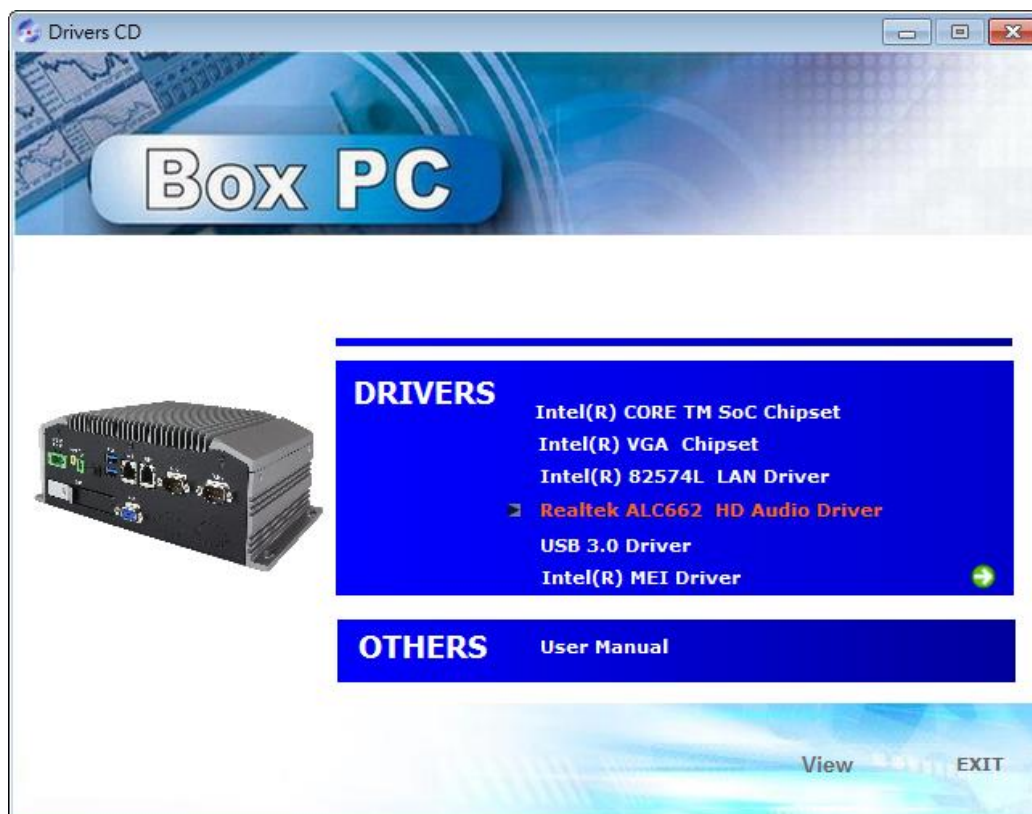 Drivers CD
Box PC
DRIVERS
Intel(R) CORE TM SoC Chipset
Intel(R) VGA Chipset
Intel(R) 82574L LAN Driver
Realtek ALC662 HD Audio Driver
USB 3.0 Driver
Intel(R) MEI Driver
OTHERS
User Manual
View
EXIT